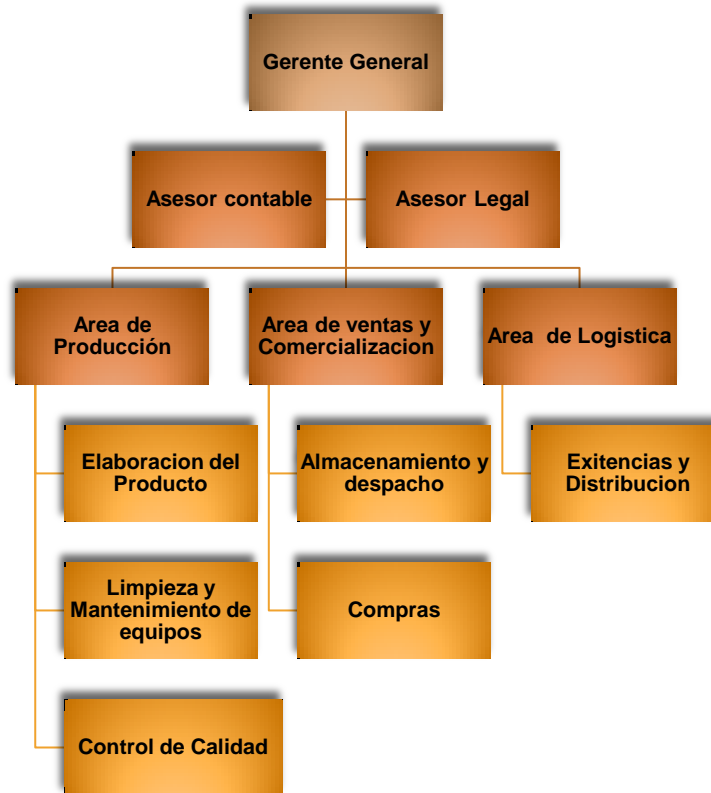 Gerente General
Asesor contable
Asesor Legal
Area de
Producción
Area de ventas y
Comercializacion
Area de Logistica
Elaboracion del
Producto
Almacenamiento y
despacho
Exitencias y
Distribucion
Limpieza y
Mantenimiento de
equipos
Compras
Control de Calidad